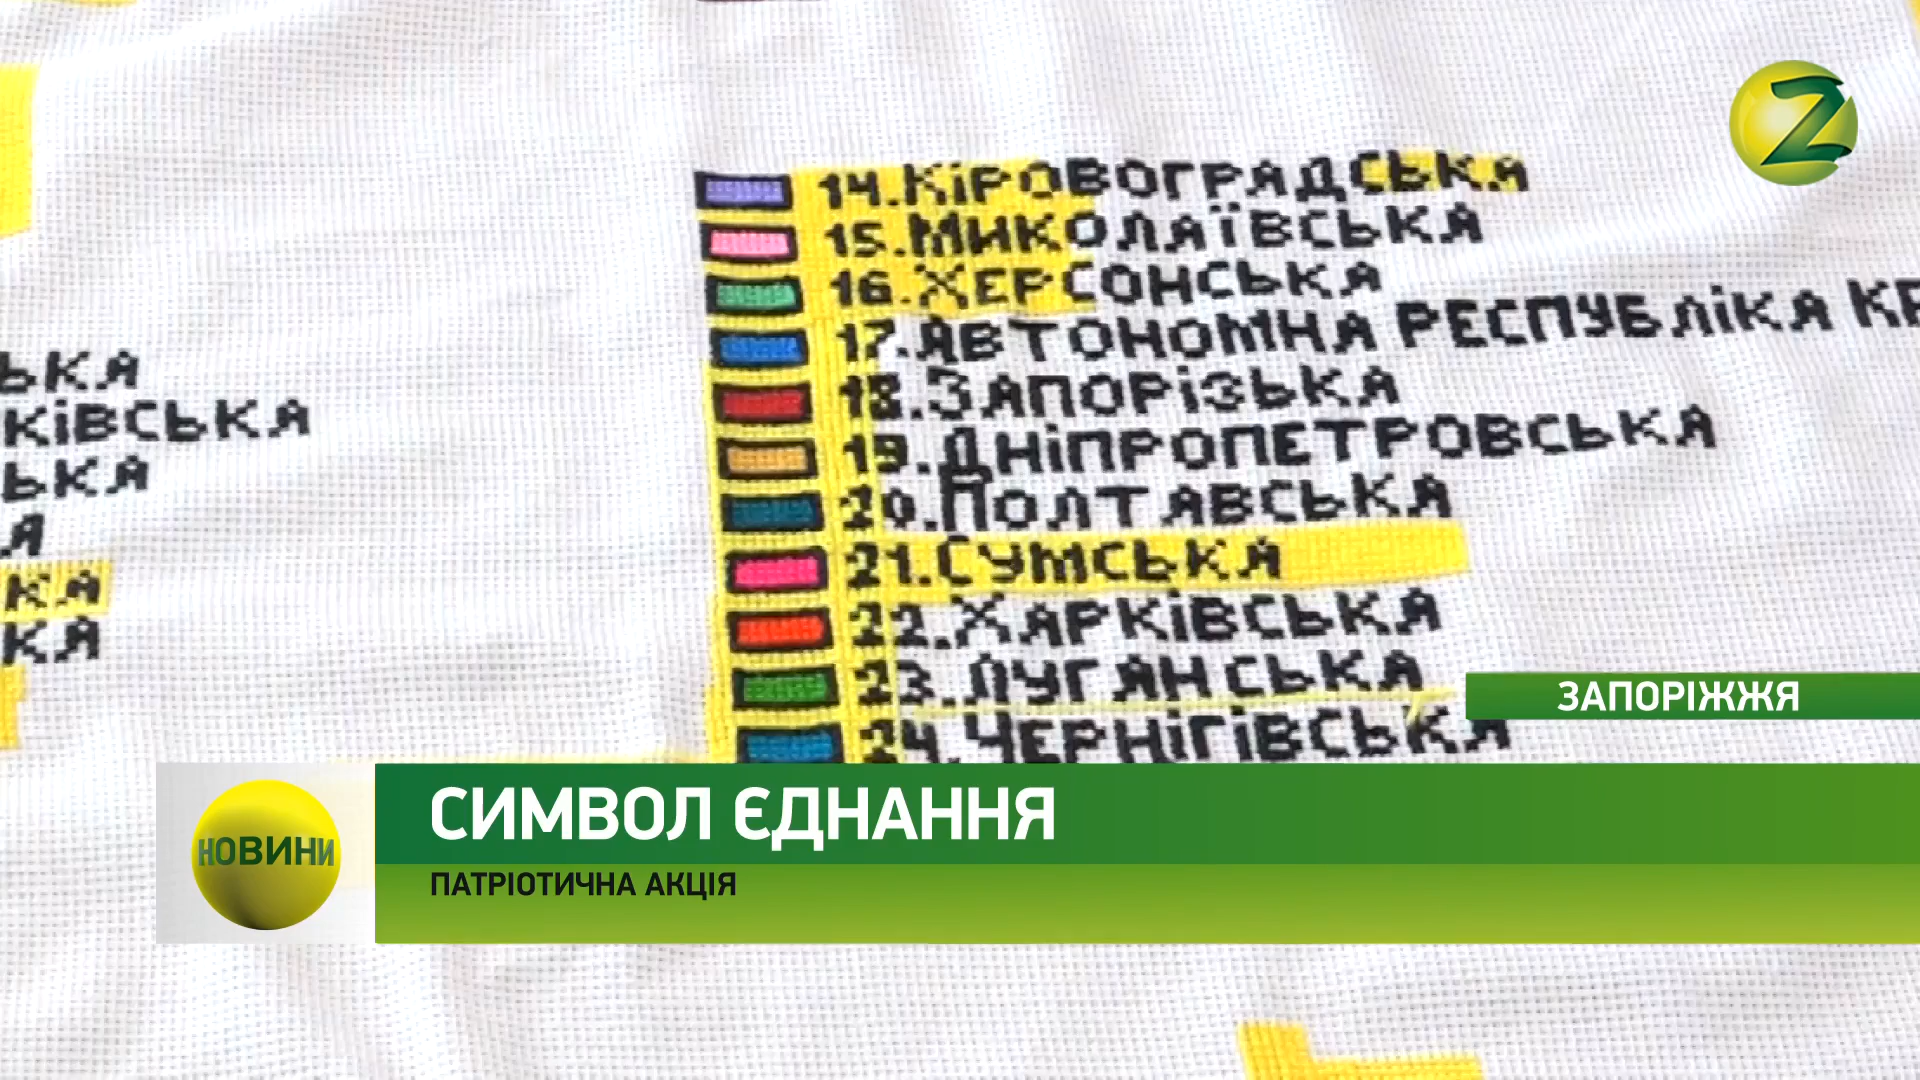 Z
14.КІРОВОГРАДСЬКА
15.МИКОЛАЇВСЬКА
16.ХЕРСОНСЬКА
17.АВТОНОМНА РЕСПУБЛІКА
18.ЗАПОРІЗЬКА
19.ДНІПРОПЕТРОВСЬКА
20.ПОЛТАВСЬКА
21.СУМСЬКА
22.ХАРКІВСЬКА
23.ЛУГАНСЬКА
24.ЧЕРНІГІВСЬКА
ЗАПОРІЖЖЯ
НОВИНИ
СИМВОЛ ЄДНАННЯ
ПАТРІОТИЧНА АКЦІЯ